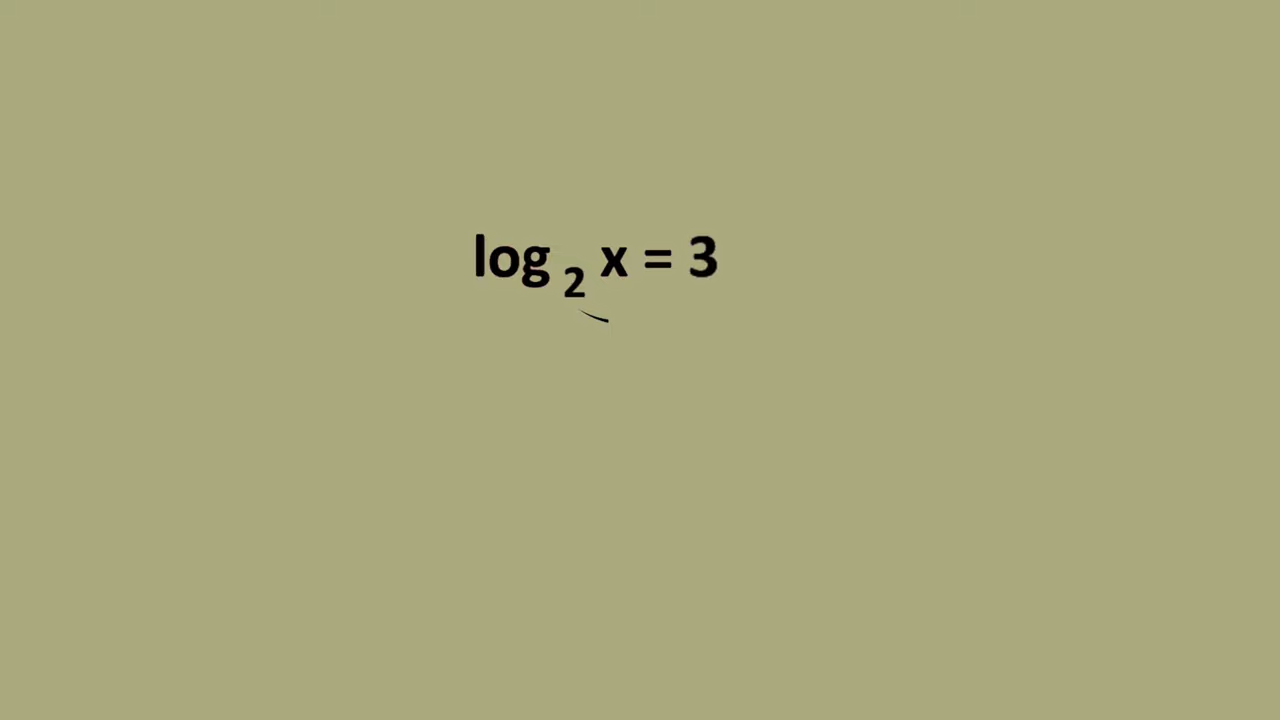 log ₂ x = 3